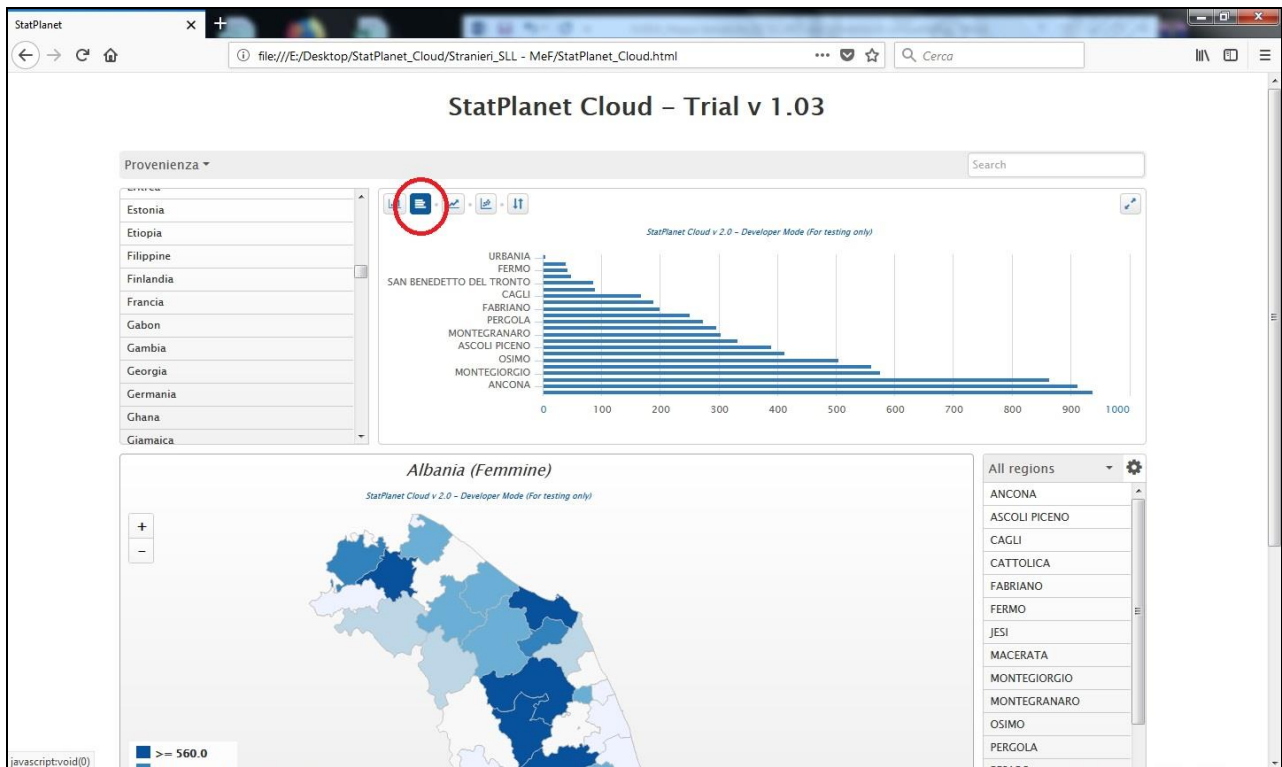 StatPlanet
file:///E:/Desktop/StatPlanet_Cloud/Stranieri_SLL - MeF/StatPlanet_Cloud.html
Cerca
StatPlanet Cloud – Trial v 1.03
Provenienza
Search
Eritrea
Estonia
Etiopia
Filippine
Finlandia
Francia
Gabon
Gambia
Georgia
Germania
Ghana
Giamaica
StatPlanet Cloud v 2.0 – Developer Mode (For testing only)
URBANIA
FERMO
SAN BENEDETTO DEL TRONTO
CAGLI
FABRIANO
PERGOLA
MONTEGRANARO
ASCOLI PICENO
OSIMO
MONTEGIORGIO
ANCONA
0 100 200 300 400 500 600 700 800 900 1000
Albania (Femmine)
StatPlanet Cloud v 2.0 – Developer Mode (For testing only)
+
–
>= 560.0
All regions
ANCONA
ASCOLI PICENO
CAGLI
CATTOLICA
FABRIANO
FERMO
JESI
MACERATA
MONTEGIORGIO
MONTEGRANARO
OSIMO
PERGOLA
javascript:void(0)